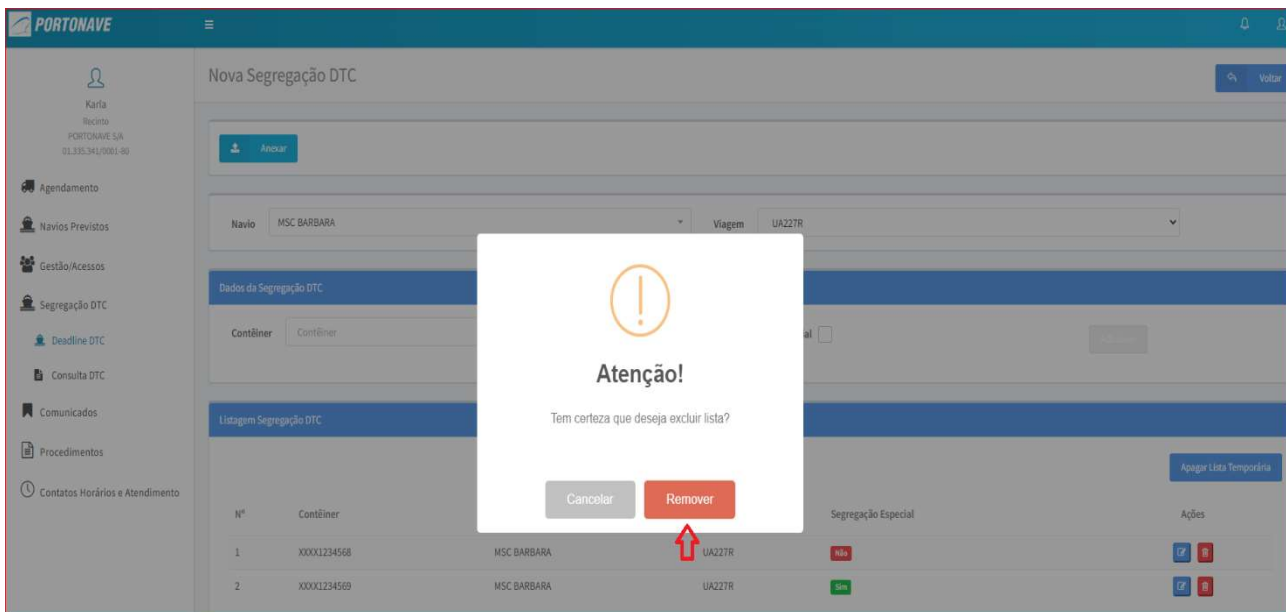 PORTONAVE
Nova Segregação DTC
Voltar
Karla
Recinto
PORTONAVE S/A
01.335.341/0001-80
Anexar
Agendamento
Navios Previstos
Gestão/Acessos
Segregação DTC
Deadline DTC
Consulta DTC
Comunicados
Procedimentos
Contatos Horários e Atendimento
Navio MSC BARBARA Viagem UA227R
Dados da Segregação DTC
Contêiner Contêiner al
Atenção!
Tem certeza que deseja excluir lista?
Cancelar Remover
Listagem Segregação DTC
Apagar Lista Temporária
Nº Contêiner Segregação Especial Ações
1 XXXX1234568 MSC BARBARA UA227R Não
2 XXXX1234569 MSC BARBARA UA227R Sim